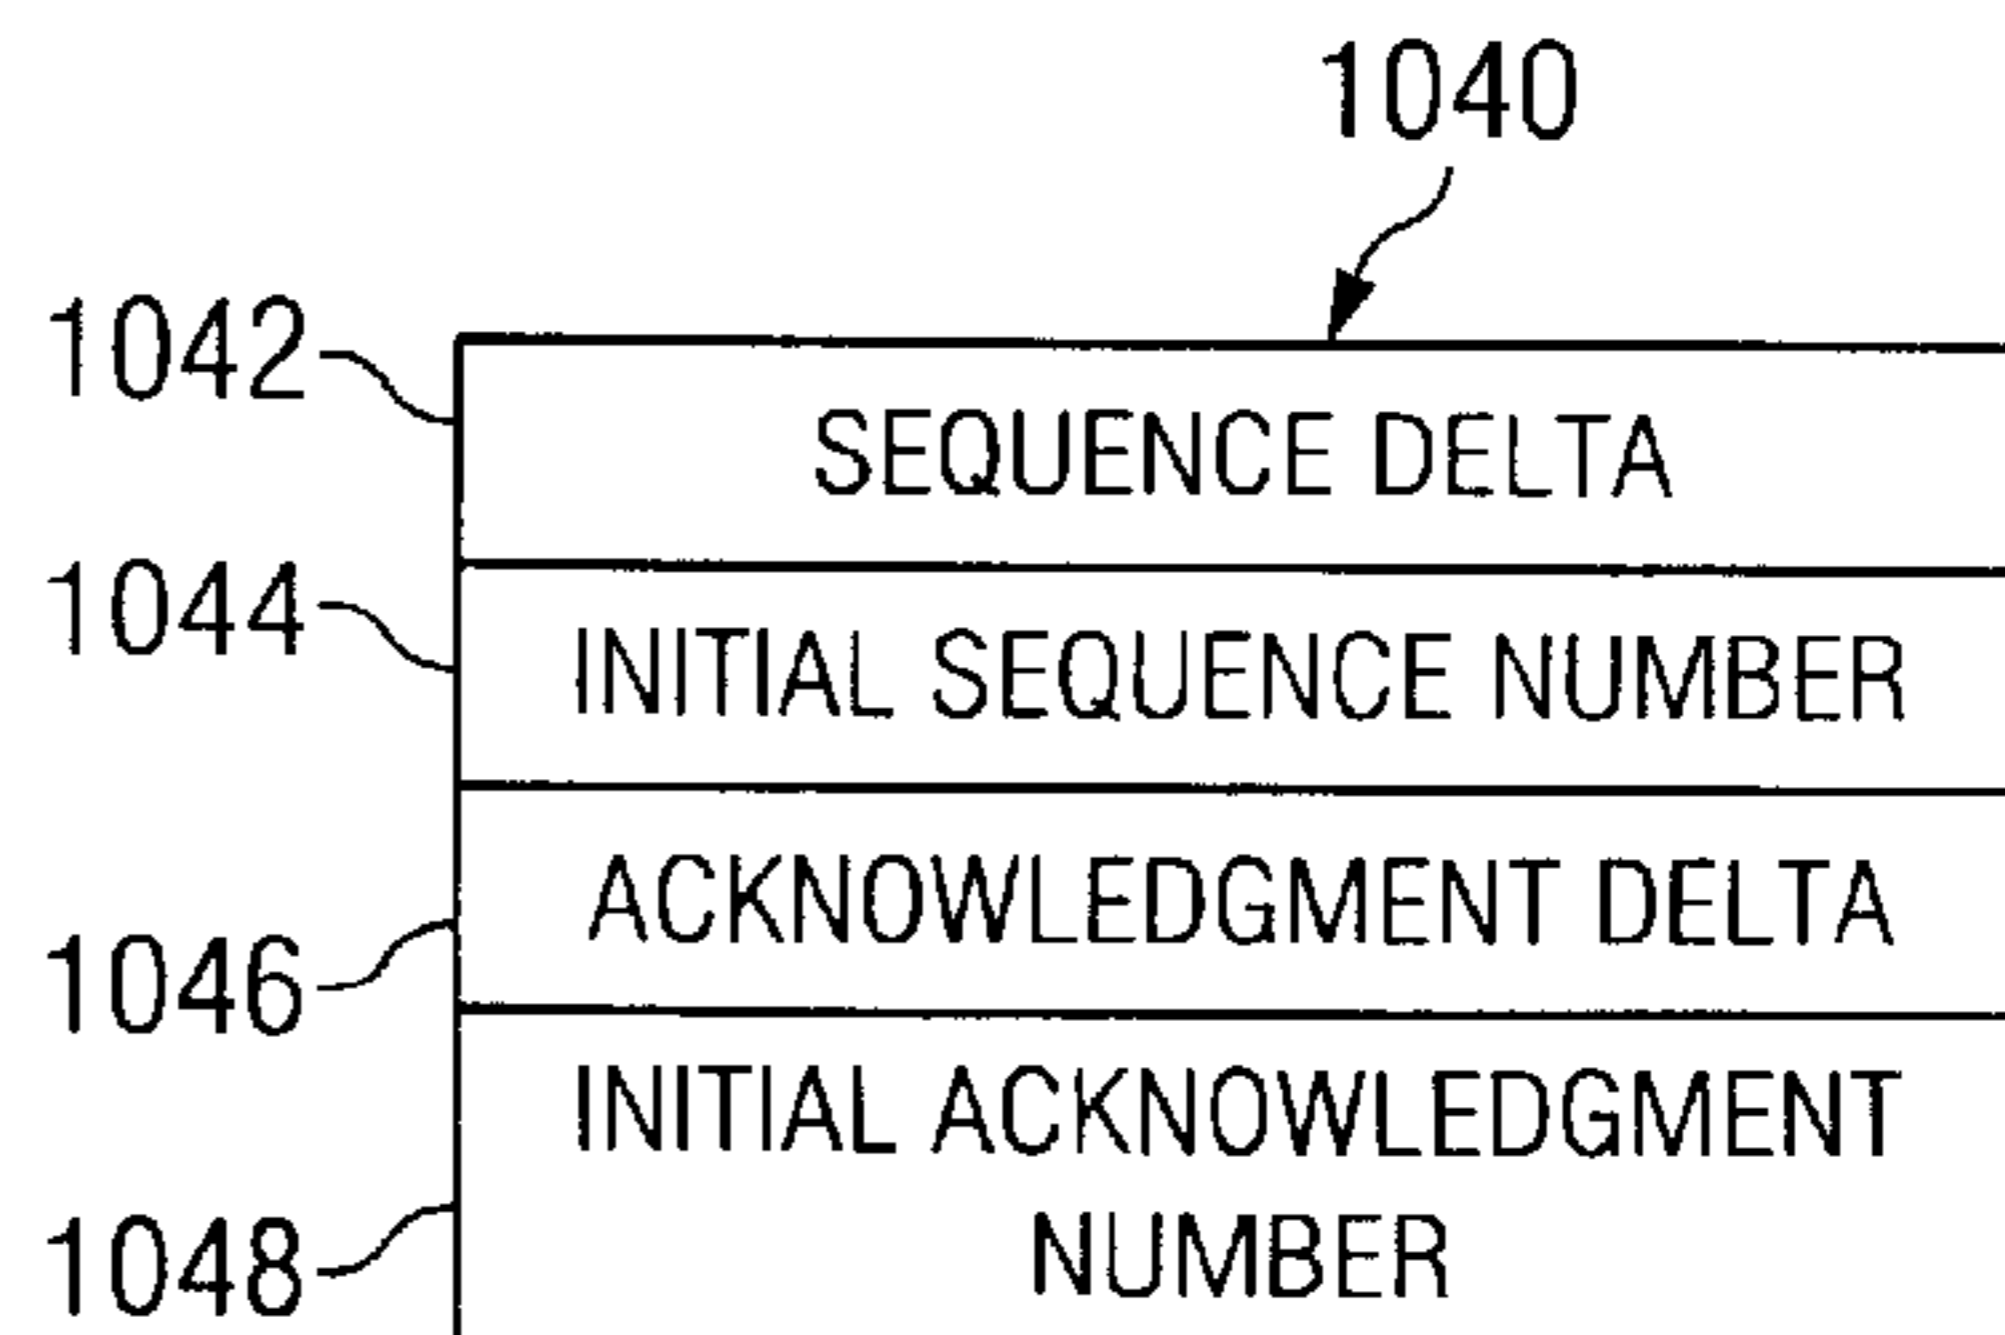 1040
1042
SEQUENCE DELTA
1044
INITIAL SEQUENCE NUMBER
ACKNOWLEDGMENT DELTA
1046
INITIAL ACKNOWLEDGMENT
NUMBER
1048